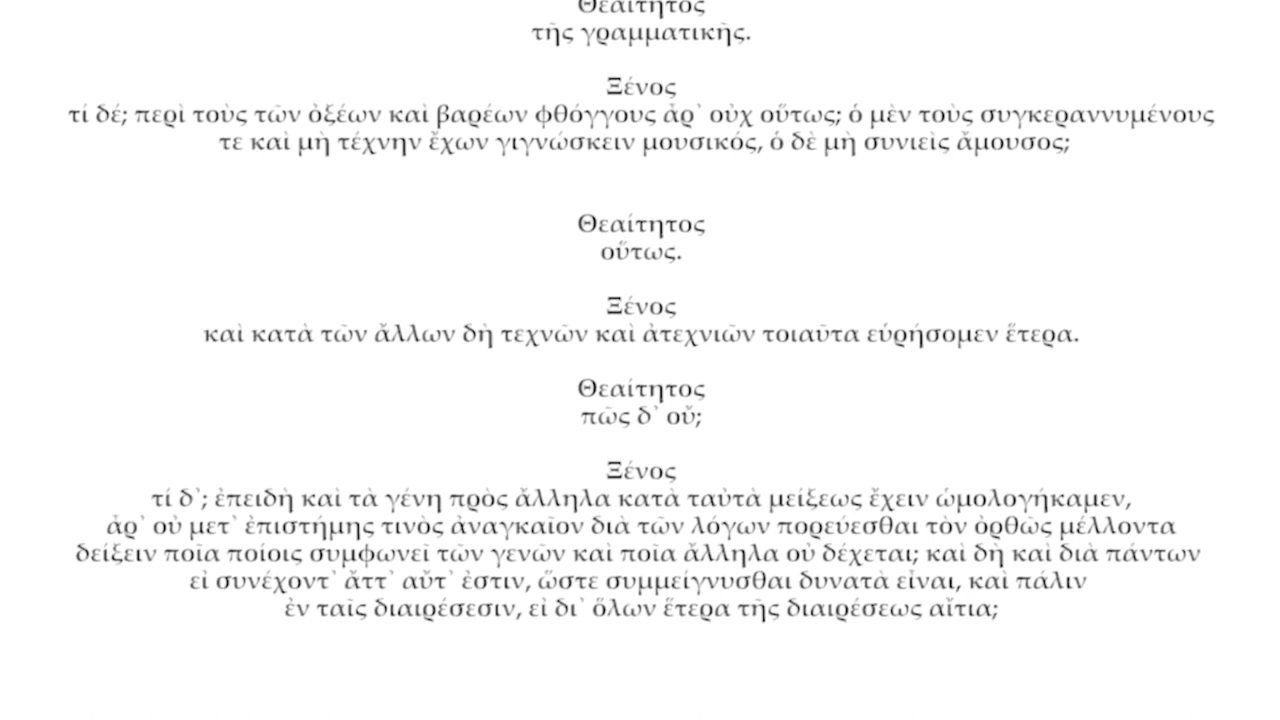 Θεαίτητος
τῆς γραμματικῆς.
Ξένος
τί δέ; περὶ τοὺς τῶν ὀξέων καὶ βαρέων φθόγγους ἆρ᾽ οὐχ οὕτως; ὁ μὲν τοὺς συγκεραννυμένους
τε καὶ μὴ τέχνην ἔχων γιγνώσκειν μουσικός, ὁ δὲ μὴ συνιεὶς ἄμουσος;
Θεαίτητος
οὕτως.
Ξένος
καὶ κατὰ τῶν ἄλλων δὴ τεχνῶν καὶ ἀτεχνιῶν τοιαῦτα εὑρήσομεν ἕτερα.
Θεαίτητος
πῶς δ᾽ οὔ;
Ξένος
τί δ᾽; ἐπειδὴ καὶ τὰ γένη πρὸς ἄλληλα κατὰ ταὐτὰ μείξεως ἔχειν ὡμολογήκαμεν,
ἆρ᾽ οὐ μετ᾽ ἐπιστήμης τινὸς ἀναγκαῖον διὰ τῶν λόγων πορεύεσθαι τὸν ὀρθῶς μέλλοντα
δείξειν ποῖα ποίοις συμφωνεῖ τῶν γενῶν καὶ ποῖα ἄλληλα οὐ δέχεται; καὶ δὴ καὶ διὰ πάντων
εἰ συνέχοντ᾽ ἄττ᾽ αὔτ᾽ ἐστιν, ὥστε συμμείγνυσθαι δυνατὰ εἶναι, καὶ πάλιν
ἐν ταῖς διαιρέσεσιν, εἰ δι᾽ ὅλων ἕτερα τῆς διαιρέσεως αἴτια;